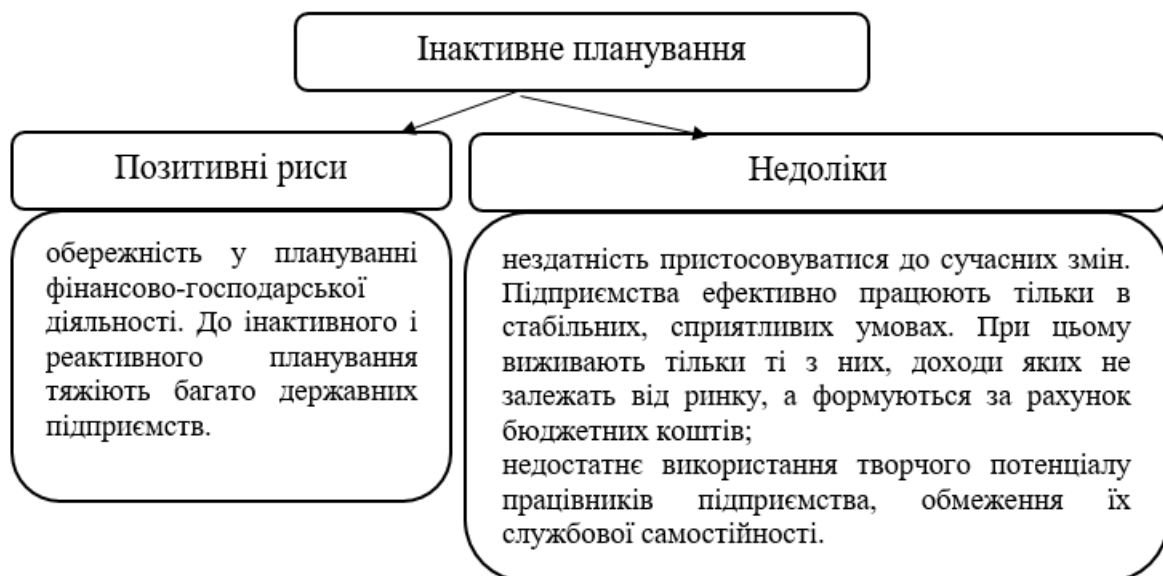 Інактивне планування
Позитивні риси
Недоліки
обережність у плануванні
фінансово-господарської
діяльності. До інактивного і
реактивного планування
тяжіють багато державних
підприємств.
нездатність пристосовуватися до сучасних змін.
Підприємства ефективно працюють тільки в
стабільних, сприятливих умовах. При цьому
виживають тільки ті з них, доходи яких не
залежать від ринку, а формуються за рахунок
бюджетних коштів;
недостатнє використання творчого потенціалу
працівників підприємства, обмеження їх
службової самостійності.